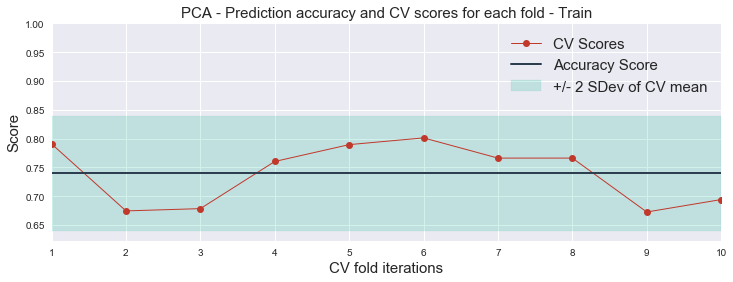 PCA - Prediction accuracy and CV scores for each fold - Train
1.00
0.95
0.90
0.85
0.80
0.75
0.70
0.65
Score
CV Scores
Accuracy Score
+/- 2 SDev of CV mean
1 2 3 4 5 6 7 8 9 10
CV fold iterations